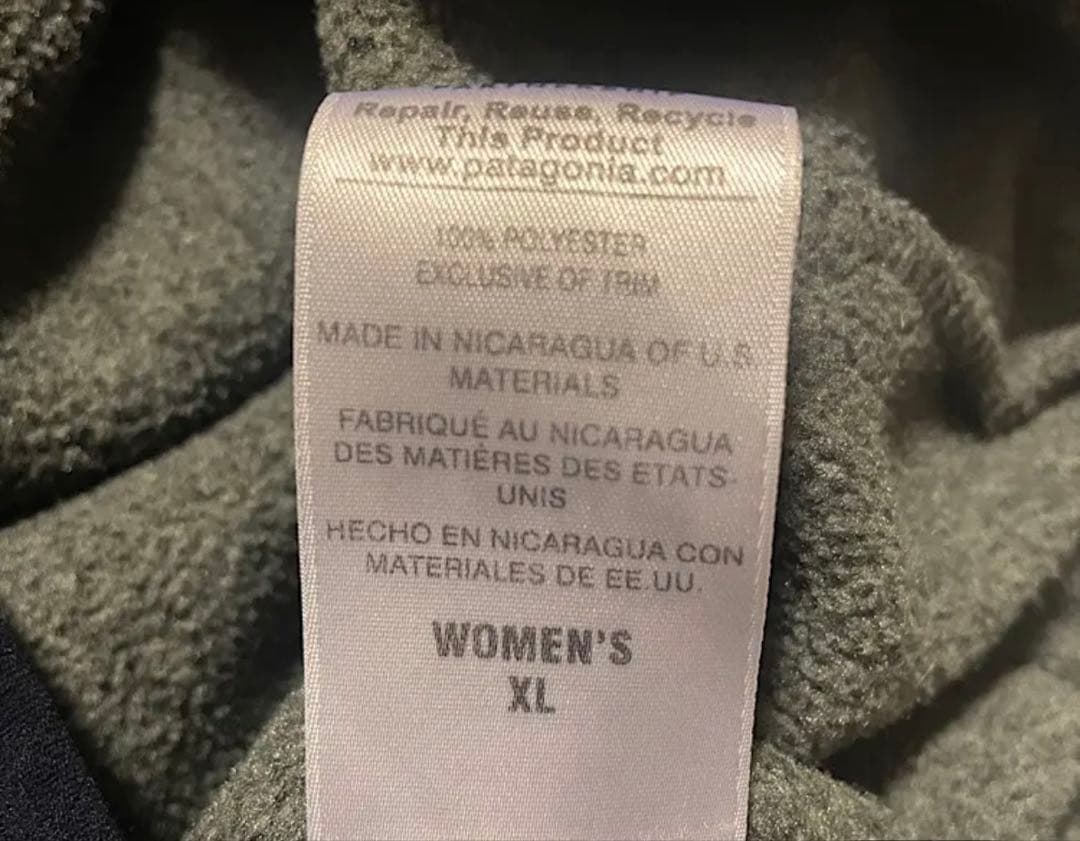 Repair, Reuse, Recycle
This Product
www.patagonia.com
100% POLYESTER
EXCLUSIVE OF TRIM
MADE IN NICARAGUA OF U.S.
MATERIALS
FABRIQUÉ AU NICARAGUA
DES MATIÈRES DES ETATS-
UNIS
HECHO EN NICARAGUA CON
MATERIALES DE EE.UU.
WOMEN'S
XL